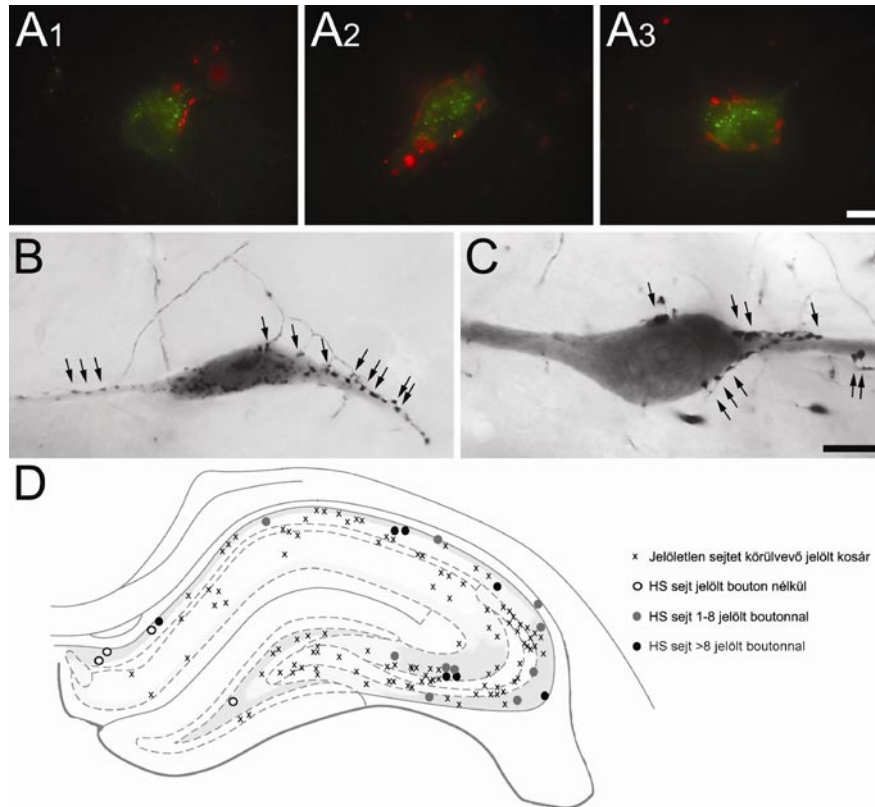 A1
A2
A3
B
C
D
x Jelöletlen sejtet körülvevő jelölt kosár
HS sejt jelölt bouton nélkül
HS sejt 1-8 jelölt boutonnal
HS sejt >8 jelölt boutonnal